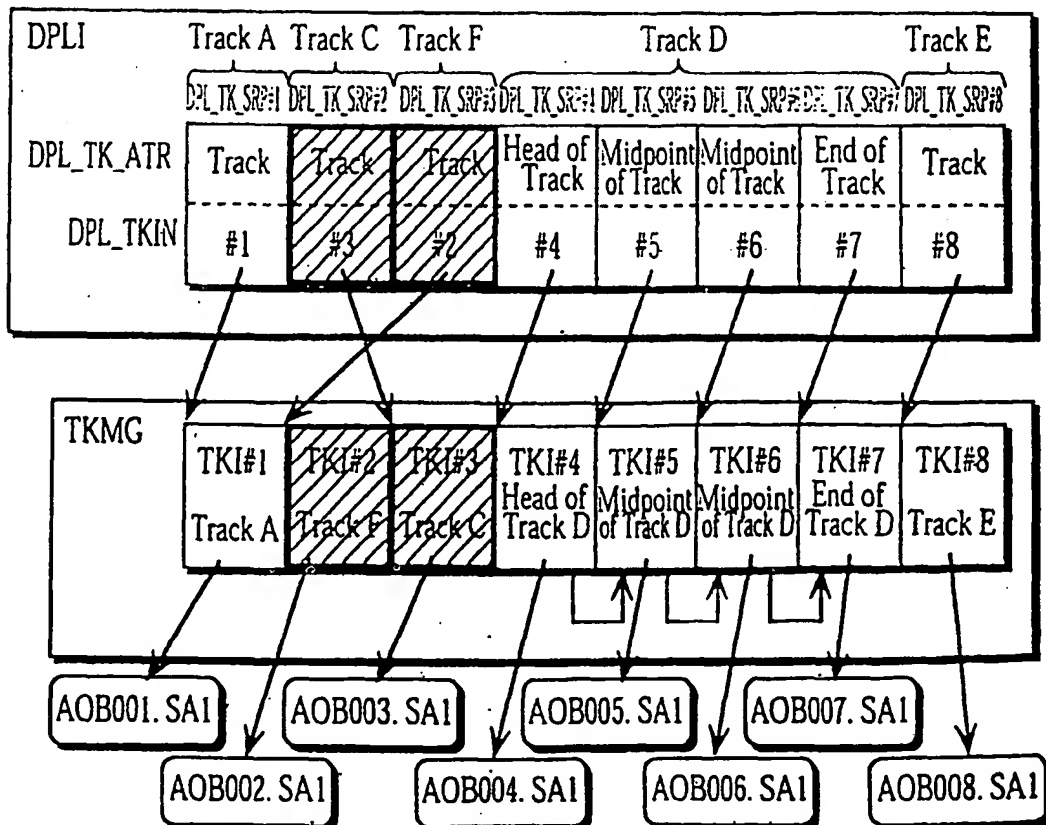 DPLI Track A Track C Track F Track D Track E
DPL_TK_SRP#1 DPL_TK_SRP#2 DPL_TK_SRP#3 DPL_TK_SRP#4 DPL_TK_SRP#5 DPL_TK_SRP#6 DPL_TK_SRP#7 DPL_TK_SRP#8
DPL_TK_ATR Track Track Track Head of Track Midpoint of Track Midpoint of Track End of Track Track
DPL_TKIN #1 #3 #2 #4 #5 #6 #7 #8
TKMG
TKI#1 TKI#2 TKI#3 TKI#4 TKI#5 TKI#6 TKI#7 TKI#8
Track A Track F Track C Head of Track D Midpoint of Track D Midpoint of Track D End of Track D Track E
AOB001. SA1 AOB003. SA1 AOB005. SA1 AOB007. SA1
AOB002. SA1 AOB004. SA1 AOB006. SA1 AOB008. SA1